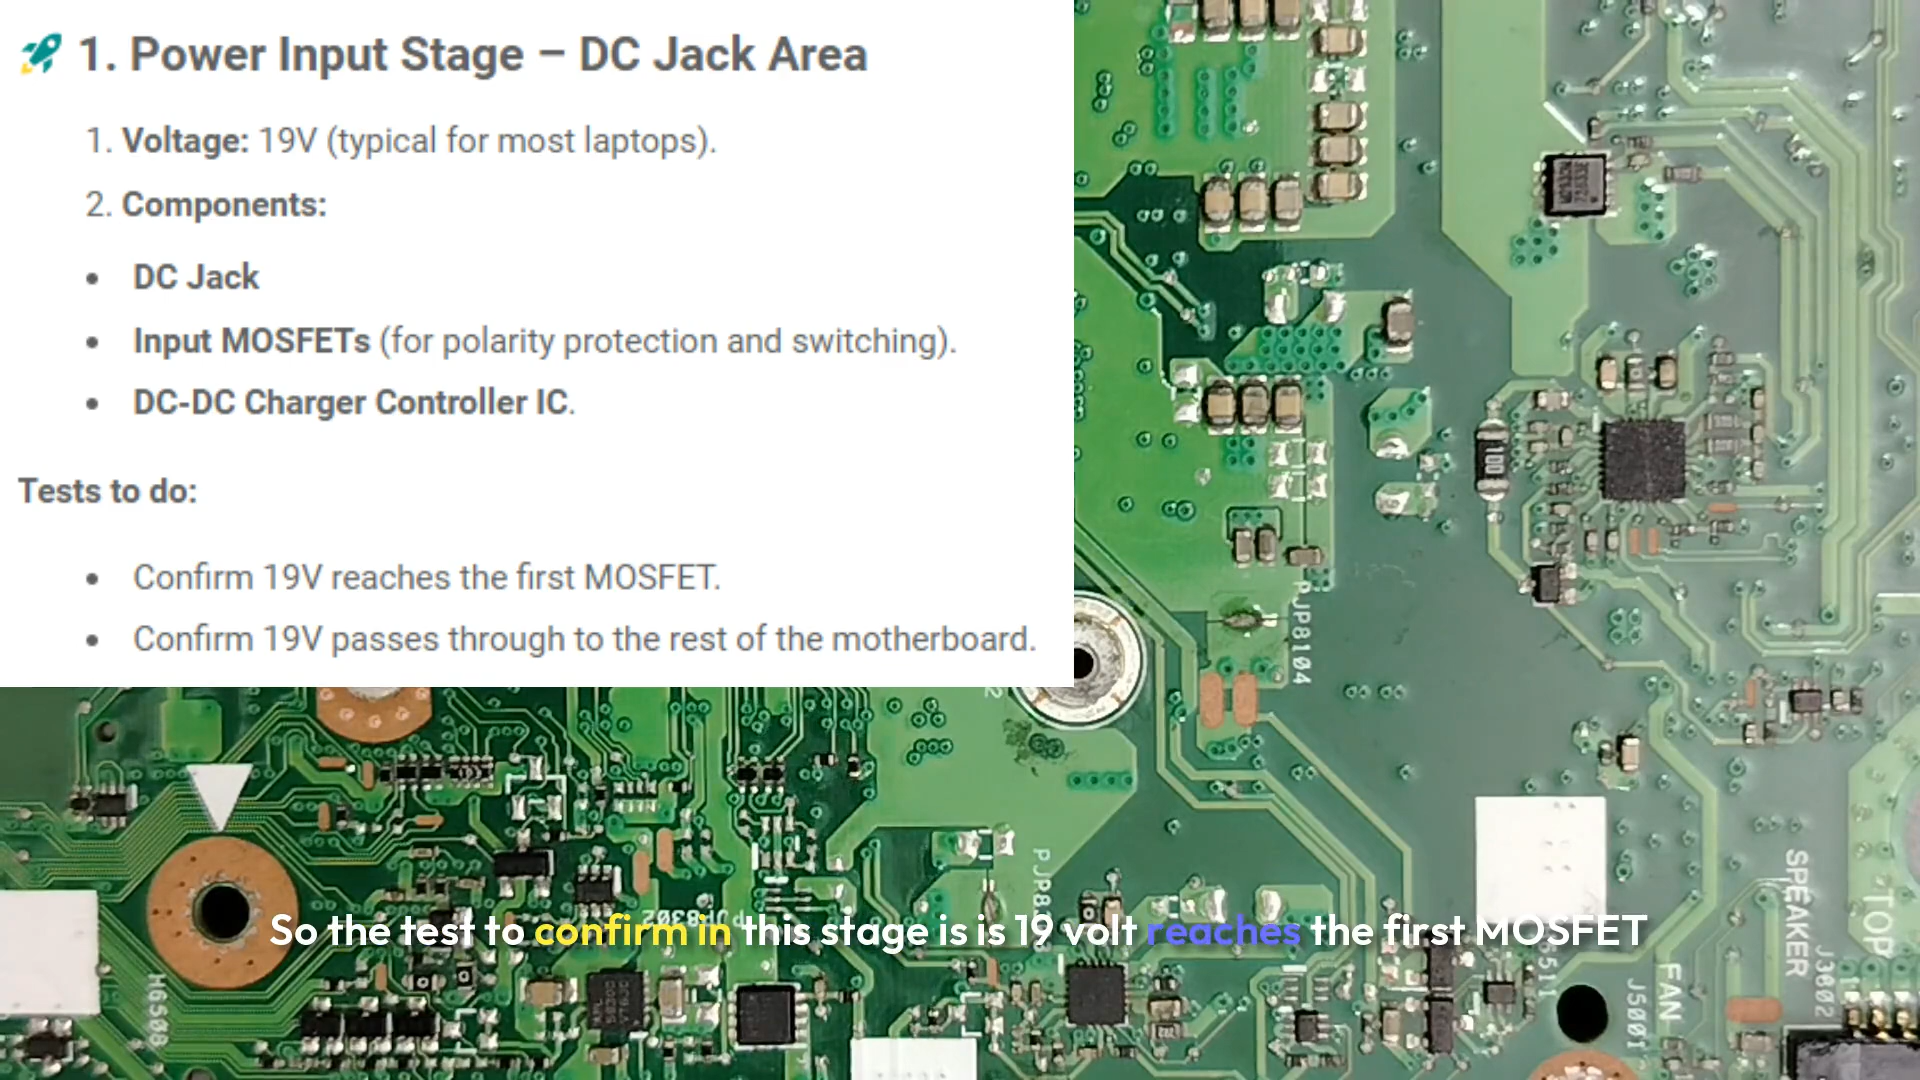 1. Power Input Stage – DC Jack Area
1. Voltage: 19V (typical for most laptops).
2. Components:
• DC Jack
• Input MOSFETs (for polarity protection and switching).
• DC-DC Charger Controller IC.
Tests to do:
• Confirm 19V reaches the first MOSFET.
• Confirm 19V passes through to the rest of the motherboard.
100
PJP8104
PJP8302
So the test to confirm in this stage is is 19 volt reaches the first MOSFET
H6508
J5001
FAN
SPEAKER
J3802
"TOP